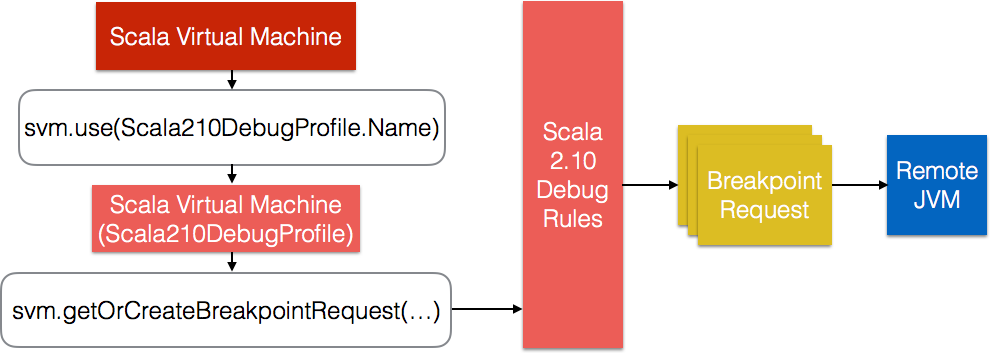 Scala Virtual Machine
svm.use(Scala210DebugProfile.Name)
Scala Virtual Machine
(Scala210DebugProfile)
svm.getOrCreateBreakpointRequest(…)
Scala
2.10
Debug
Rules
Breakpoint
Request
Remote
JVM